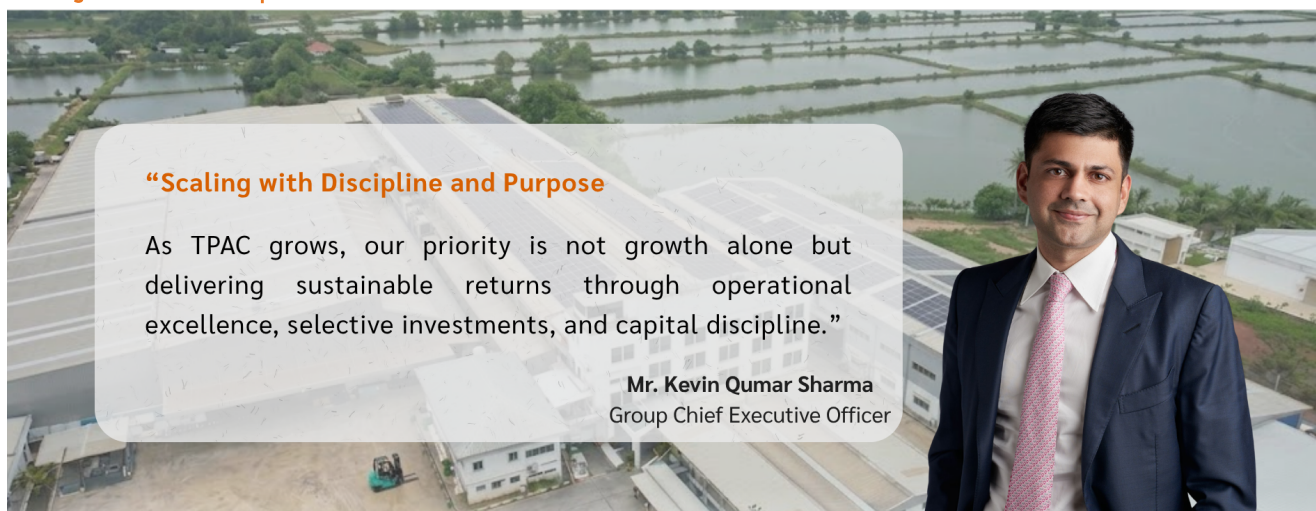 “Scaling with Discipline and Purpose
As TPAC grows, our priority is not growth alone but
delivering sustainable returns through operational
excellence, selective investments, and capital discipline.”
Mr. Kevin Qumar Sharma
Group Chief Executive Officer